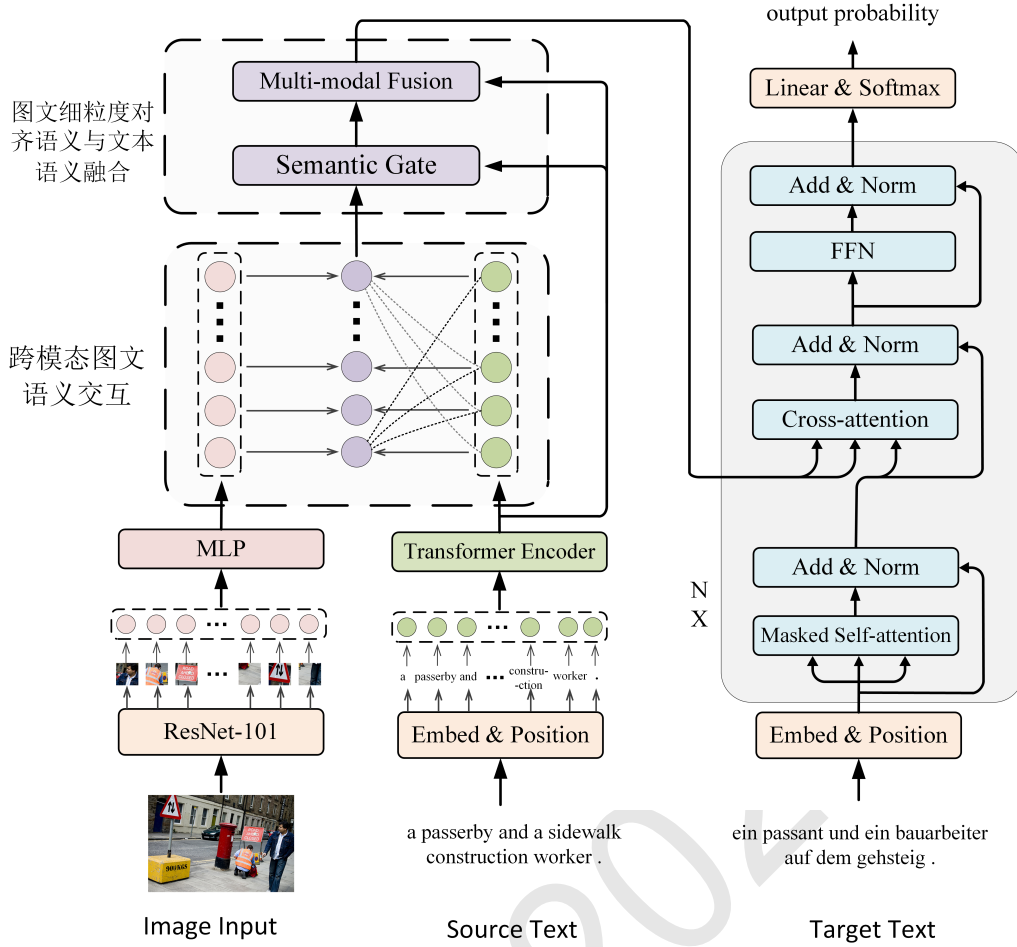 output probability
Linear & Softmax
Multi-modal Fusion
Semantic Gate
图文细粒度对
齐语义与文本
语义融合
跨模态图文
语义交互
MLP
Transformer Encoder
a
passerby
and
constru-
-ction
worker
.
ResNet-101
Embed & Position
a passerby and a sidewalk
construction worker .
Image Input
Source Text
Add & Norm
FFN
Add & Norm
Cross-attention
Add & Norm
Masked Self-attention
N
X
Embed & Position
ein passant und ein bauarbeiter
auf dem gehsteig .
Target Text